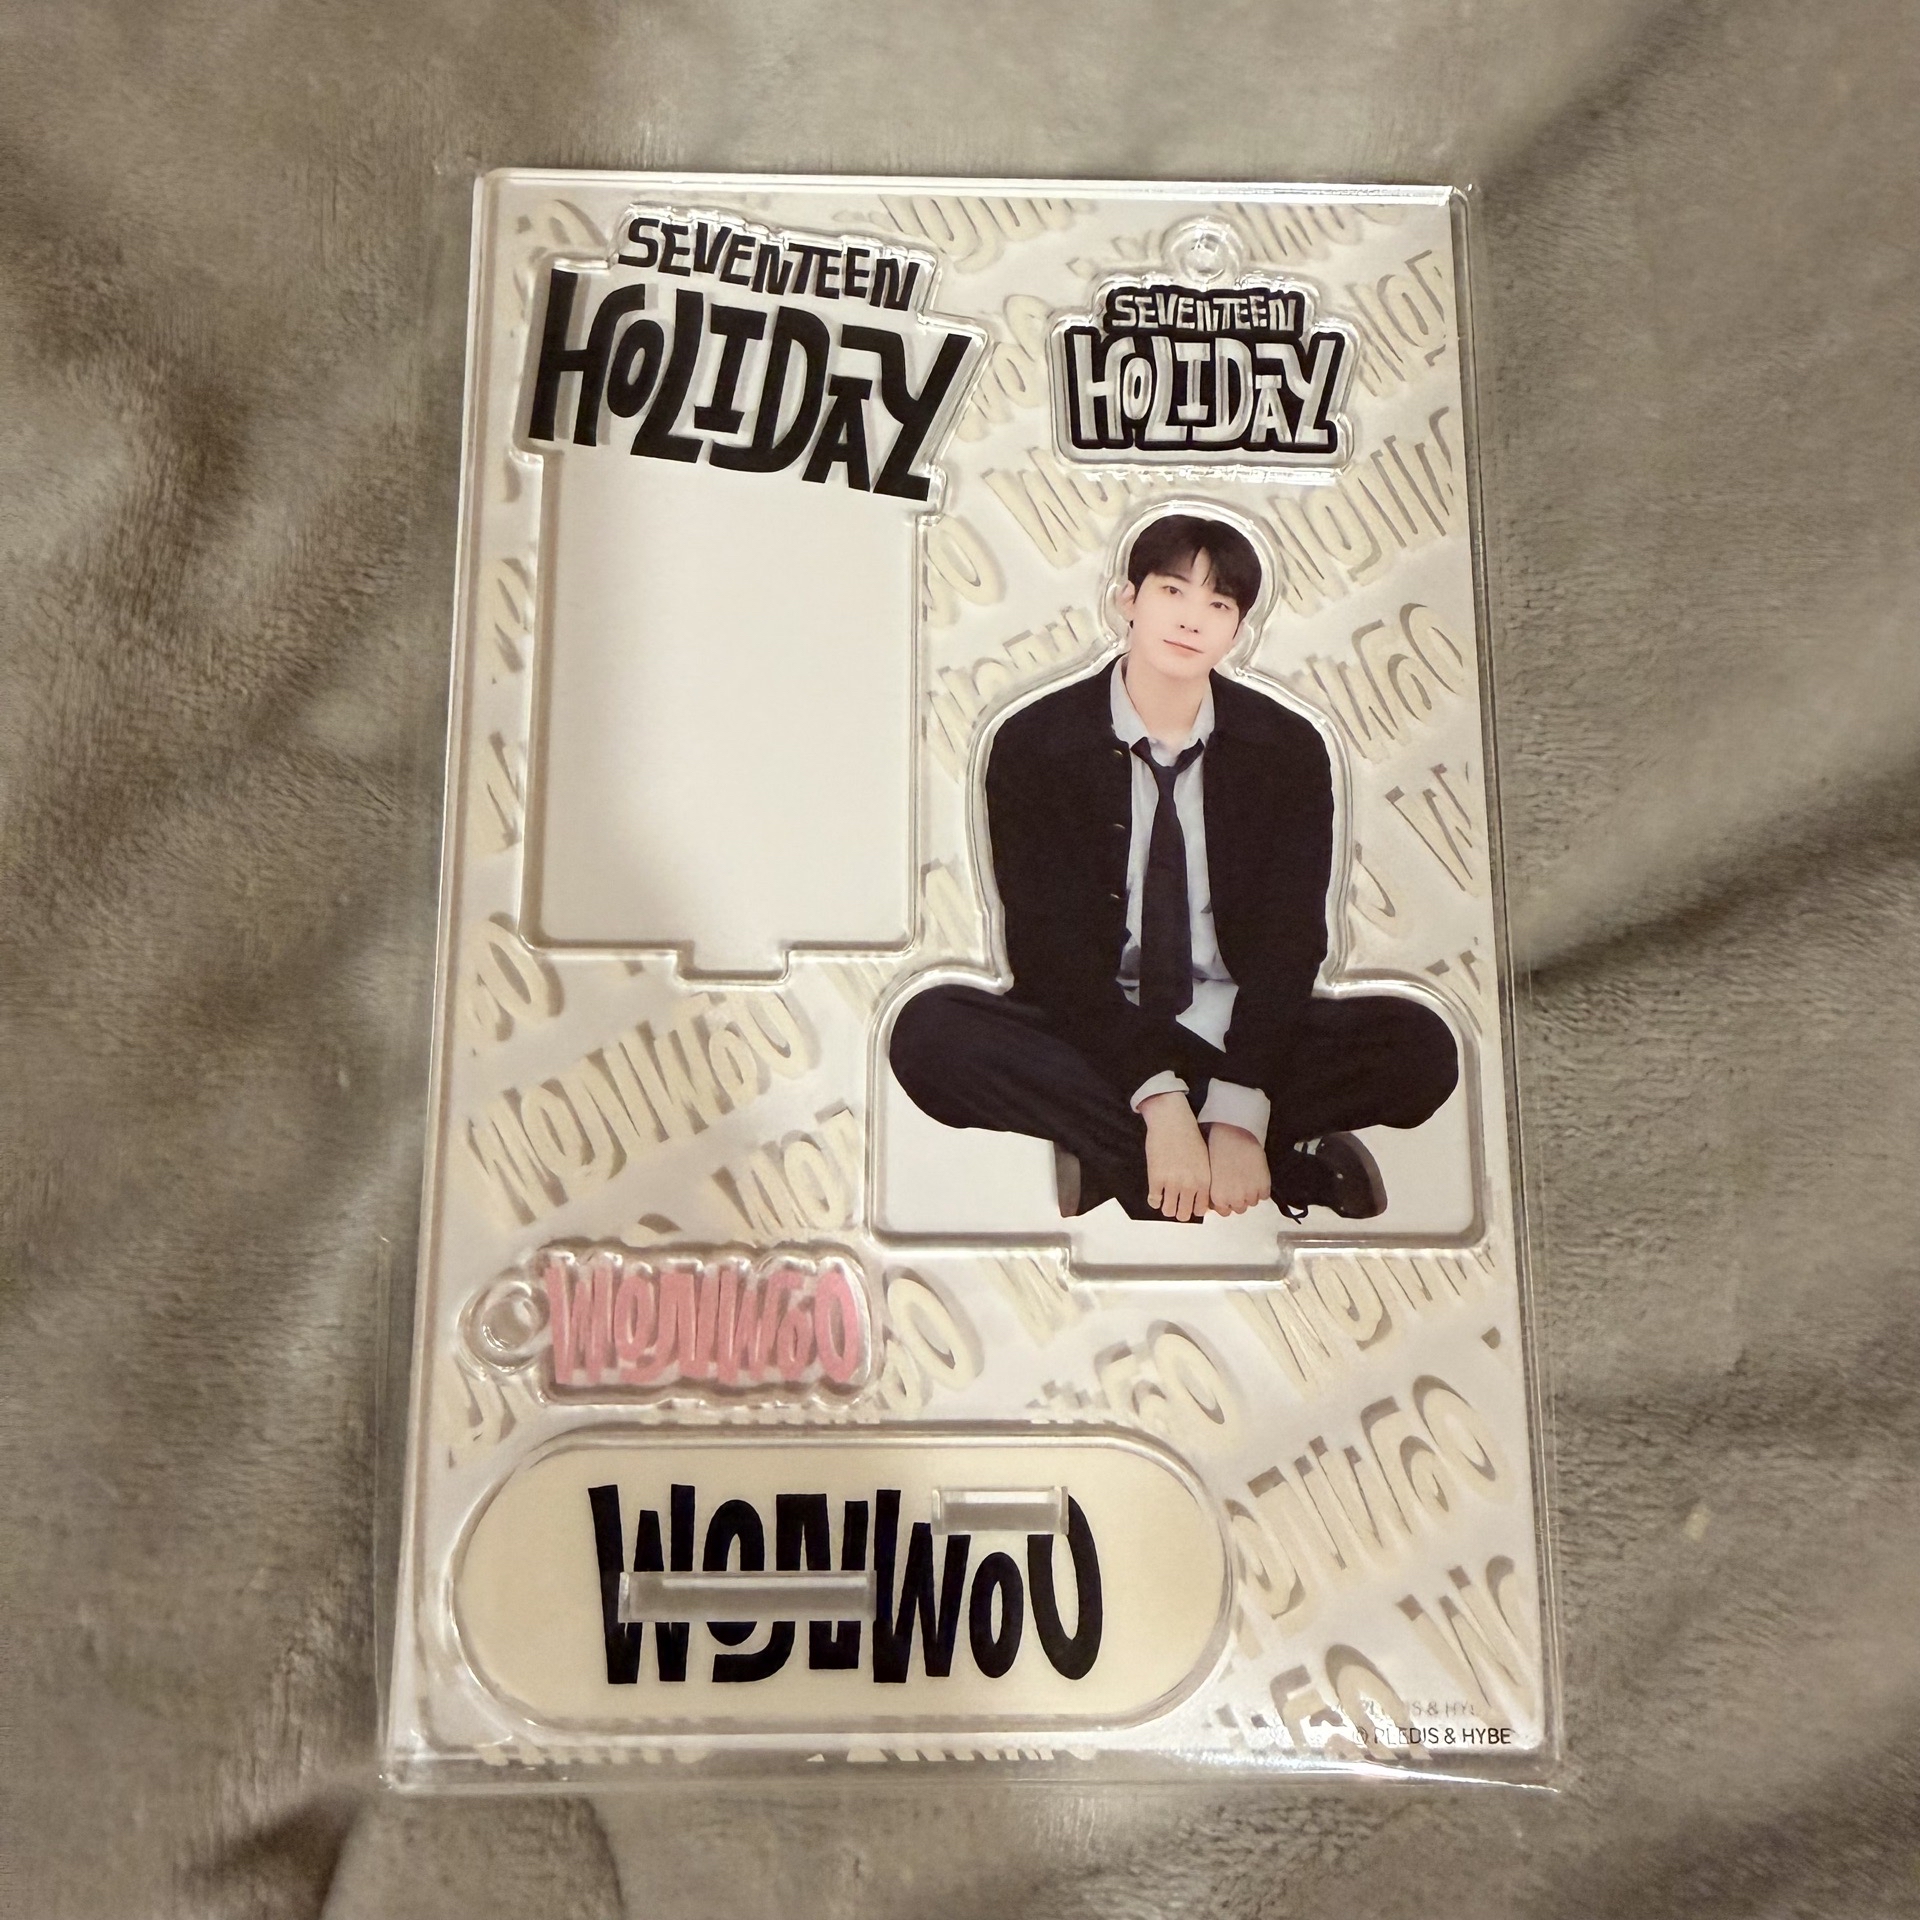 SEVENTEEN
HOLIDAY
SEVENTEEN
HOLIDAY
WONWOO
WONWOO
© PLEDIS & HYBE